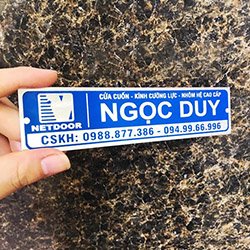 CỬA CUỐN - KÍNH CƯỜNG LỰC - NHÔM HỆ CAO CẤP
NGỌC DUY
NETDOOR
CSKH: 0988.877.386 - 094.99.66.996